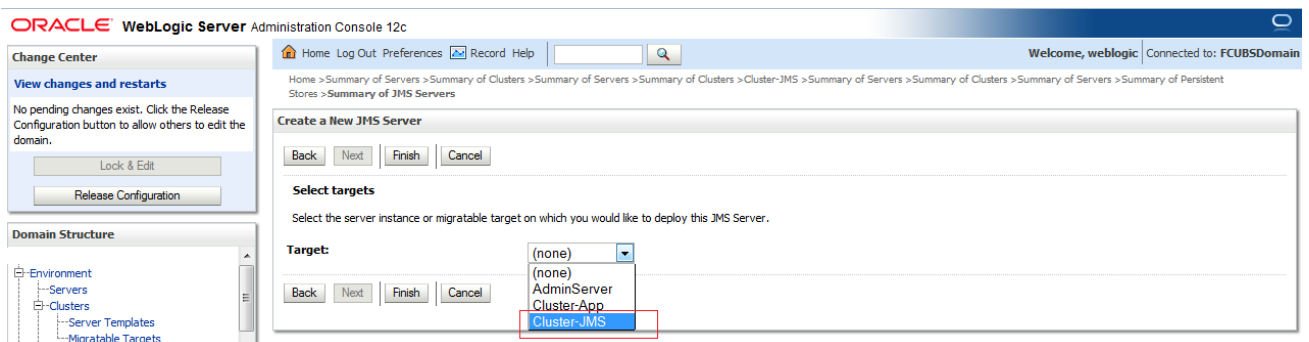 ORACLE WebLogic Server Administration Console 12c
Change Center
View changes and restarts
No pending changes exist. Click the Release
Configuration button to allow others to edit the
domain.
Lock & Edit
Release Configuration
Domain Structure
Environment
Servers
Clusters
Server Templates
Migratable Targets
Home Log Out Preferences Record Help
Welcome, weblogic Connected to: FCUBSDomain
Home >Summary of Servers >Summary of Clusters >Summary of Servers >Summary of Clusters >Cluster-JMS >Summary of Servers >Summary of Clusters >Summary of Servers >Summary of Persistent
Stores >Summary of JMS Servers
Create a New JMS Server
Back Next Finish Cancel
Select targets
Select the server instance or migratable target on which you would like to deploy this JMS Server.
Target: (none)
(none)
AdminServer
Cluster-App
Cluster-JMS
Back Next Finish Cancel